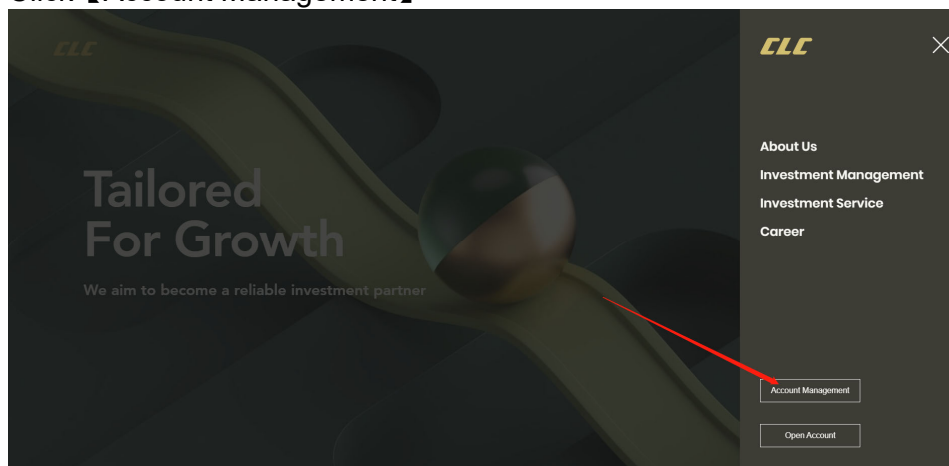 Click 【Account Management】
CLC
CLC
Tailored
For Growth
We aim to become a reliable investment partner
About Us
Investment Management
Investment Service
Career
Account Management
Open Account